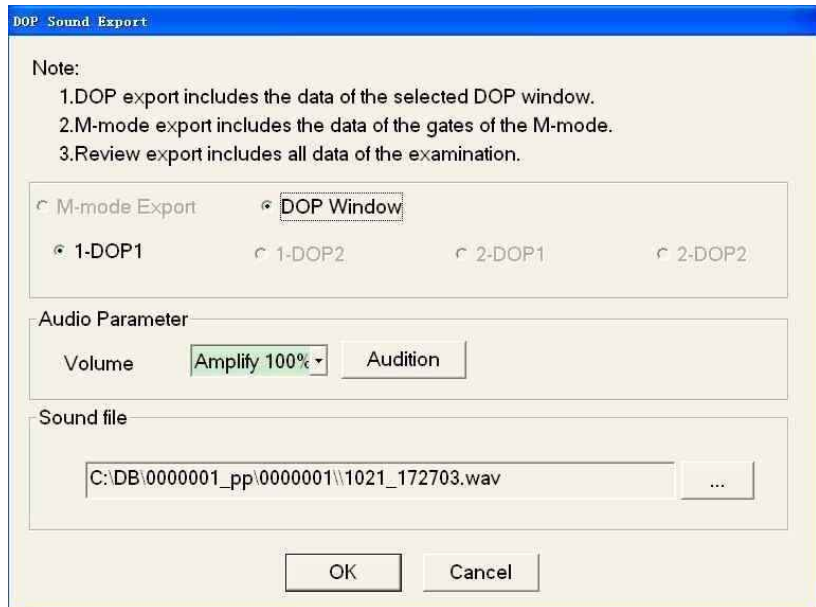 DOP Sound Export
Note:
1.DOP export includes the data of the selected DOP window.
2.M-mode export includes the data of the gates of the M-mode.
3.Review export includes all data of the examination.
M-mode Export DOP Window
1-DOP1 1-DOP2 2-DOP1 2-DOP2
Audio Parameter
Volume Amplify 100% Audition
Sound file
C:\DB\0000001_pp\0000001\\1021_172703.wav ...
OK Cancel